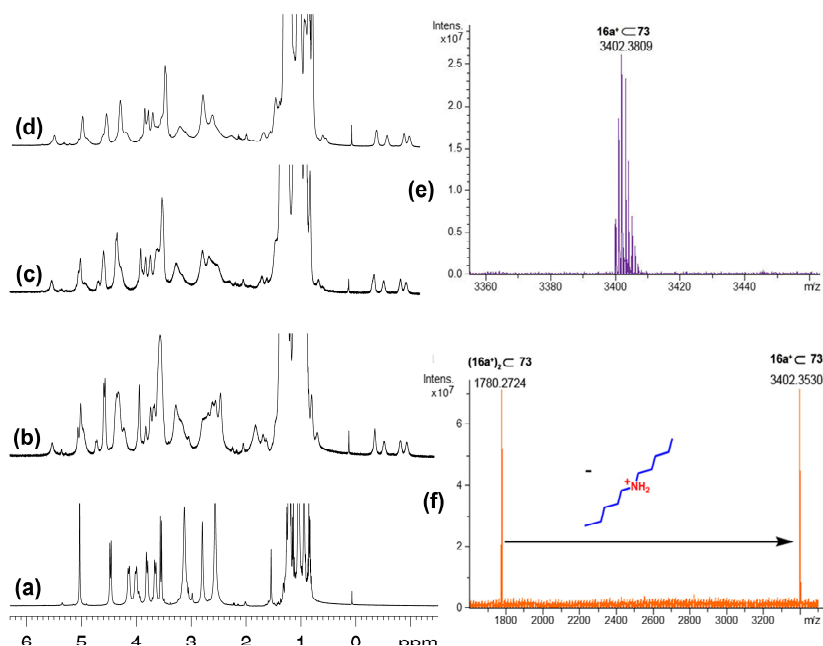 (d)
(c)
(b)
(a)
6 5 4 3 2 1 0 ppm
(e)
Intens.
x10⁷
16a⁺ ⊂ 73
3402.3809
2.5
2.0
1.5
1.0
0.5
0.0
3360 3380 3400 3420 3440 m/z
(f)
(16a⁺)₂ ⊂ 73
16a⁺ ⊂ 73
Intens.
x10⁷
1780.2724
3402.3530
6
4
2
0
-
+
NH₂
1800 2000 2200 2400 2600 2800 3000 3200 m/z